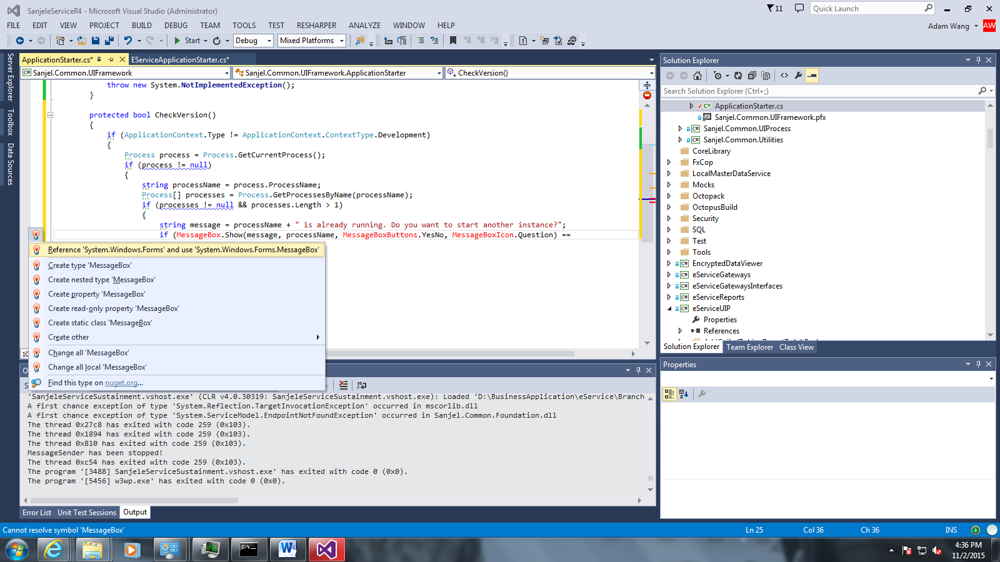 SanjeleServiceR4 - Microsoft Visual Studio (Administrator)
11
Quick Launch
FILE EDIT VIEW PROJECT BUILD DEBUG TEAM TOOLS TEST RESHARPER ANALYZE WINDOW HELP
Adam Wang AW
Start Debug Mixed Platforms
Server Explorer
Toolbox
Data Sources
ApplicationStarter.cs* EServiceApplicationStarter.cs*
Sanjel.Common.UIFramework Sanjel.Common.UIFramework.ApplicationStarter CheckVersion()
throw new System.NotImplementedException();
}
protected bool CheckVersion()
{
if (ApplicationContext.Type != ApplicationContext.ContextType.Development)
{
Process process = Process.GetCurrentProcess();
if (process != null)
{
string processName = process.ProcessName;
Process[] processes = Process.GetProcessesByName(processName);
if (processes != null && processes.Length > 1)
{
string message = processName + " is already running. Do you want to start another instance?";
if (MessageBox.Show(message, processName, MessageBoxButtons.YesNo, MessageBoxIcon.Question) ==
Reference 'System.Windows.Forms' and use 'System.Windows.Forms.MessageBox'
Create type 'MessageBox'
Create nested type 'MessageBox'
Create property 'MessageBox'
Create read-only property 'MessageBox'
Create static class 'MessageBox'
Create other
Change all 'MessageBox'
Change all local 'MessageBox'
Find this type on nuget.org...
'SanjeleServiceSustainment.vshost.exe' (CLR v4.0.30319: SanjeleServiceSustainment.vshost.exe): Loaded 'D:\BusinessApplication\eService\Branch
A first chance exception of type 'System.Reflection.TargetInvocationException' occurred in mscorlib.dll
A first chance exception of type 'System.ServiceModel.EndpointNotFoundException' occurred in Sanjel.Common.Foundation.dll
The thread 0x27c8 has exited with code 259 (0x103).
The thread 0x1894 has exited with code 259 (0x103).
The thread 0x810 has exited with code 259 (0x103).
MessageSender has been stopped!
The thread 0xc54 has exited with code 259 (0x103).
The program '[3488] SanjeleServiceSustainment.vshost.exe' has exited with code 0 (0x0).
The program '[5456] w3wp.exe' has exited with code 0 (0x0).
Error List Unit Test Sessions Output
Solution Explorer
Search Solution Explorer (Ctrl+;)
ApplicationStarter.cs
Sanjel.Common.UIFramework.pfx
Sanjel.Common.UIProcess
Sanjel.Common.Utilities
CoreLibrary
FxCop
LocalMasterDataService
Mocks
Octopack
OctopusBuild
Security
SQL
Test
Tools
EncryptedDataViewer
eServiceGateways
eServiceGatewaysInterfaces
eServiceReports
eServiceUIP
Properties
References
Solution Explorer Team Explorer Class View
Properties
Cannot resolve symbol 'MessageBox' Ln 25 Col 36 Ch 36 INS
4:36 PM
11/2/2015